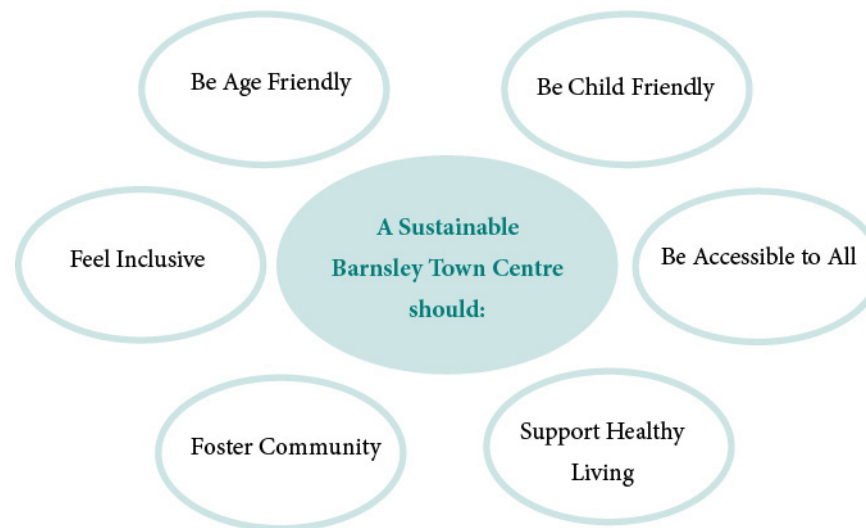 Be Age Friendly
Be Child Friendly
A Sustainable
Barnsley Town Centre
should:
Feel Inclusive
Be Accessible to All
Foster Community
Support Healthy
Living